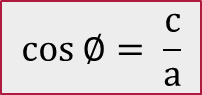 cos ∅ = c/a